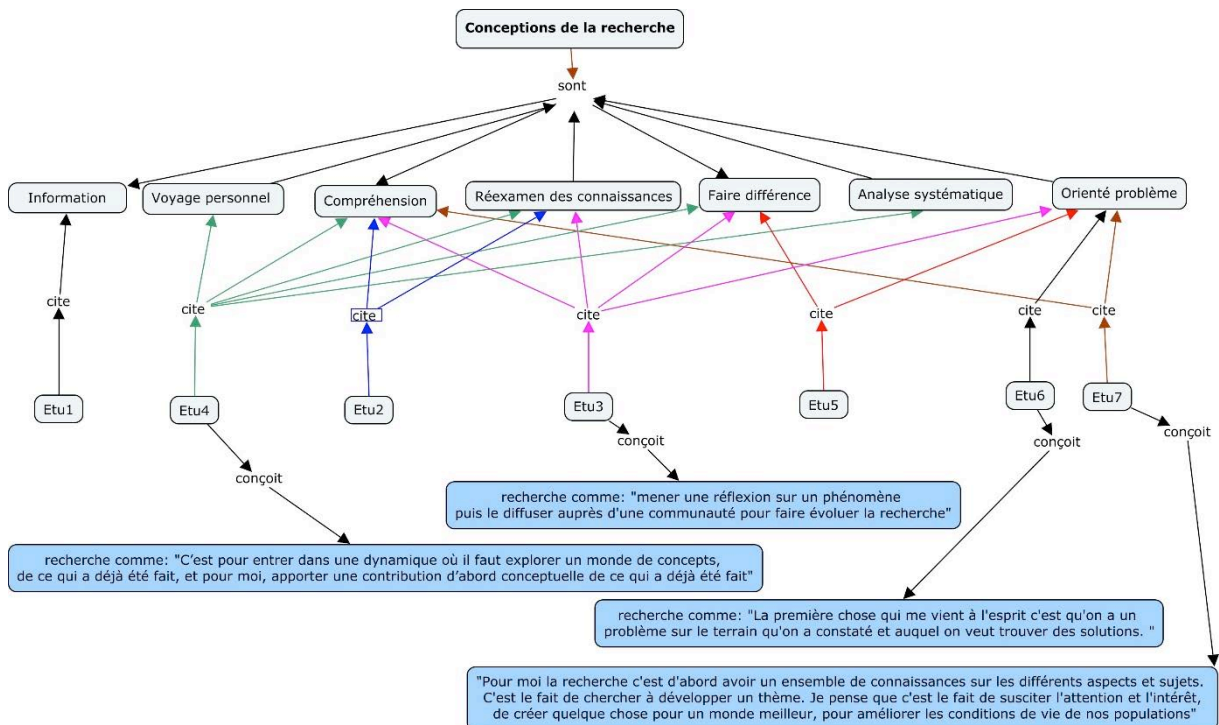 Conceptions de la recherche
sont
Information
Voyage personnel
Compréhension
Réexamen des connaissances
Faire différence
Analyse systématique
Orienté problème
cite
cite
cite
cite
cite
cite
cite
Etu1
Etu4
Etu2
Etu3
Etu5
Etu6
Etu7
conçoit
conçoit
conçoit
conçoit
recherche comme: "mener une réflexion sur un phénomène
puis le diffuser auprès d'une communauté pour faire évoluer la recherche"
recherche comme: "C’est pour entrer dans une dynamique où il faut explorer un monde de concepts,
de ce qui a déjà été fait, et pour moi, apporter une contribution d’abord conceptuelle de ce qui a déjà été fait"
recherche comme: "La première chose qui me vient à l'esprit c'est qu'on a un
problème sur le terrain qu'on a constaté et auquel on veut trouver des solutions. "
"Pour moi la recherche c'est d'abord avoir un ensemble de connaissances sur les différents aspects et sujets.
C'est le fait de chercher à développer un thème. Je pense que c'est le fait de susciter l'attention et l'intérêt,
de créer quelque chose pour un monde meilleur, pour améliorer les conditions de vie de nos populations"